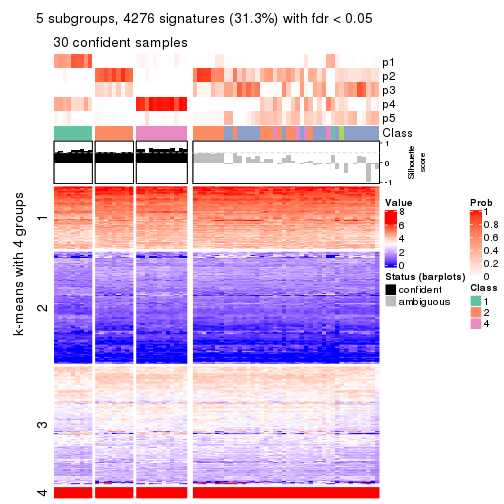 5 subgroups, 4276 signatures (31.3%) with fdr < 0.05
30 confident samples
p1
p2
p3
p4
p5
Class
1
0
-1
Silhouette
score
k-means with 4 groups
1
2
3
4
Value
8
6
4
2
0
Status (barplots)
confident
ambiguous
Prob
1
0.8
0.6
0.4
0.2
0
Class
1
2
4